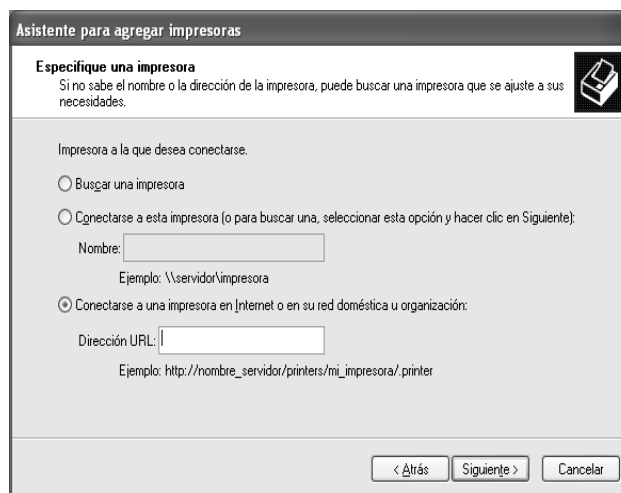 Asistente para agregar impresoras
Especifique una impresora
Si no sabe el nombre o la dirección de la impresora, puede buscar una impresora que se ajuste a sus
necesidades.
Impresora a la que desea conectarse.
Buscar una impresora
Conectarse a esta impresora (o para buscar una, seleccionar esta opción y hacer clic en Siguiente):
Nombre:
Ejemplo: \\servidor\impresora
Conectarse a una impresora en Internet o en su red doméstica u organización:
Dirección URL:
Ejemplo: http://nombre_servidor/printers/mi_impresora/.printer
< Atrás Siguiente > Cancelar